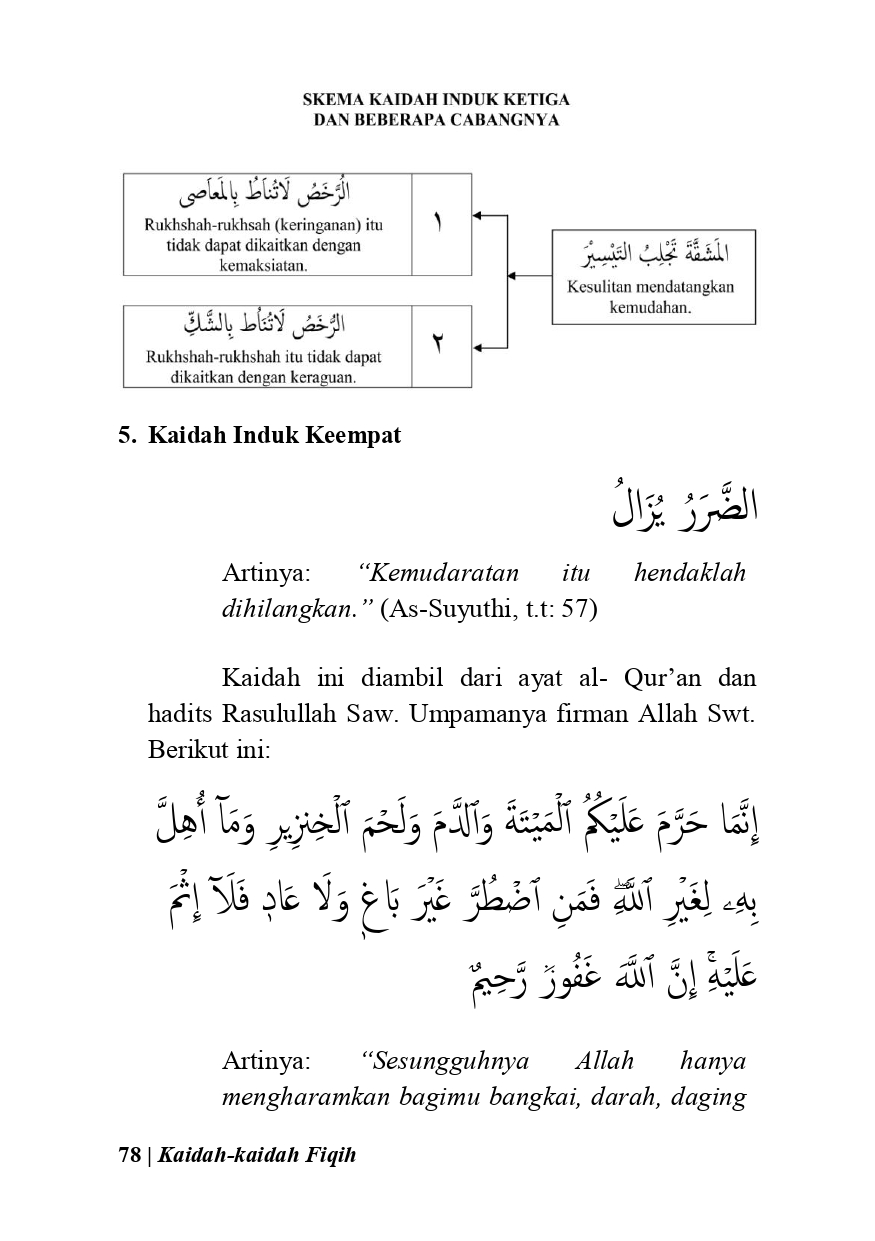 SKEMA KAIDAH INDUK KETIGA
DAN BEBERAPA CABANGNYA
الُرَّخَصُ لَاتُناَطُ بِالمَعاَصى
Rukhshah-rukhsah (keringanan) itu
tidak dapat dikaitkan dengan
kemaksiatan.
١
المَشَقَّةَ تَجْلِبُ التَيْسِيْرَ
Kesulitan mendatangkan
kemudahan.
الرُّخَصُ لَاتُنَاُط بِالشَّكِّ
Rukhshah-rukhshah itu tidak dapat
dikaitkan dengan keraguan.
٢
5. Kaidah Induk Keempat
الضَّرَرُ يُزَالُ
Artinya: “Kemudaratan itu hendaklah
dihilangkan.” (As-Suyuthi, t.t: 57)
Kaidah ini diambil dari ayat al- Qur’an dan
hadits Rasulullah Saw. Umpamanya firman Allah Swt.
Berikut ini:
إِنَّمَا حَرَّمَ عَلَيۡكُمُ ٱلۡمَيۡتَةَ وَٱلدَّمَ وَلَحۡمَ ٱلۡخِنزِيرِ وَمَآ أُهِلَّ
بِهِۦ لِغَيۡرِ ٱللَّهِۖ فَمَنِ ٱضۡطُرَّ غَيۡرَ بَاغٖ وَلَا عَادٖ فَلَآ إِثۡمَ
عَلَيۡهِۚ إِنَّ ٱللَّهَ غَفُورٞ رَّحِيمٌ
Artinya: “Sesungguhnya Allah hanya
mengharamkan bagimu bangkai, darah, daging
78 | Kaidah-kaidah Fiqih